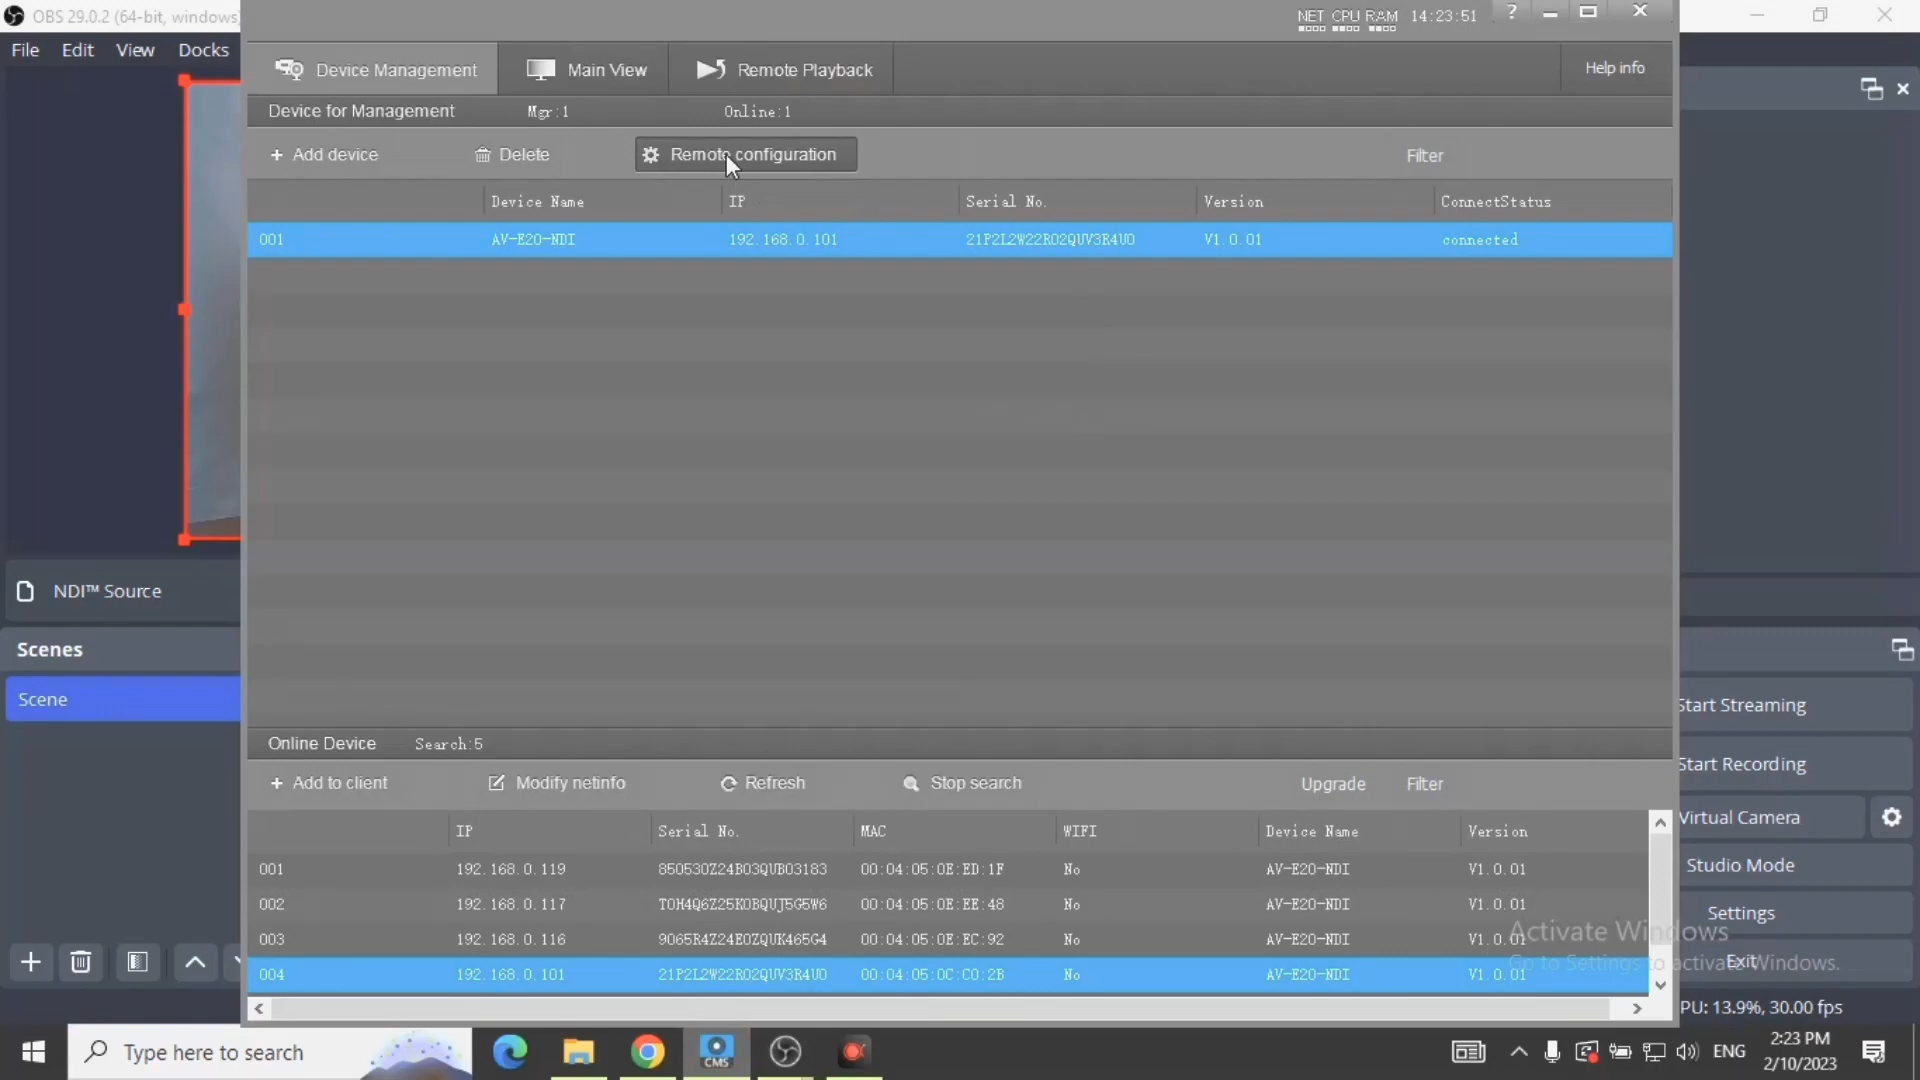 OBS 29.0.2 (64-bit, windows)
NET CPU RAM 14:23:51 ?
File Edit View Docks
Device Management Main View Remote Playback Help info
Device for Management Mgr:1 Online:1
+ Add device Delete Remote configuration Filter
Device Name IP Serial No. Version ConnectStatus
001 AV-E20-NDI 192.168.0.101 21P2L2W22R02QUV3R4U0 V1.0.01 connected
NDI™ Source
Scenes
Scene
Start Streaming
Start Recording
Virtual Camera
Studio Mode
Settings
Exit
Online Device Search:5
+ Add to client Modify netinfo Refresh Stop search Upgrade Filter
IP Serial No. MAC WIFI Device Name Version
001 192.168.0.119 850530Z24B03QUB03183 00:04:05:0E:ED:1F No AV-E20-NDI V1.0.01
002 192.168.0.117 T0H4Q6Z25K0BQUJ5G5W6 00:04:05:0E:EE:48 No AV-E20-NDI V1.0.01
003 192.168.0.116 9065R4Z24E0ZQUK465G4 00:04:05:0E:EC:92 No AV-E20-NDI V1.0.01
004 192.168.0.101 21P2L2W22R02QUV3R4U0 00:04:05:0C:C0:2B No AV-E20-NDI V1.0.01
Activate Windows
Go to Settings to activate Windows.
PU: 13.9%, 30.00 fps
Type here to search
CMS
ENG
2:23 PM
2/10/2023